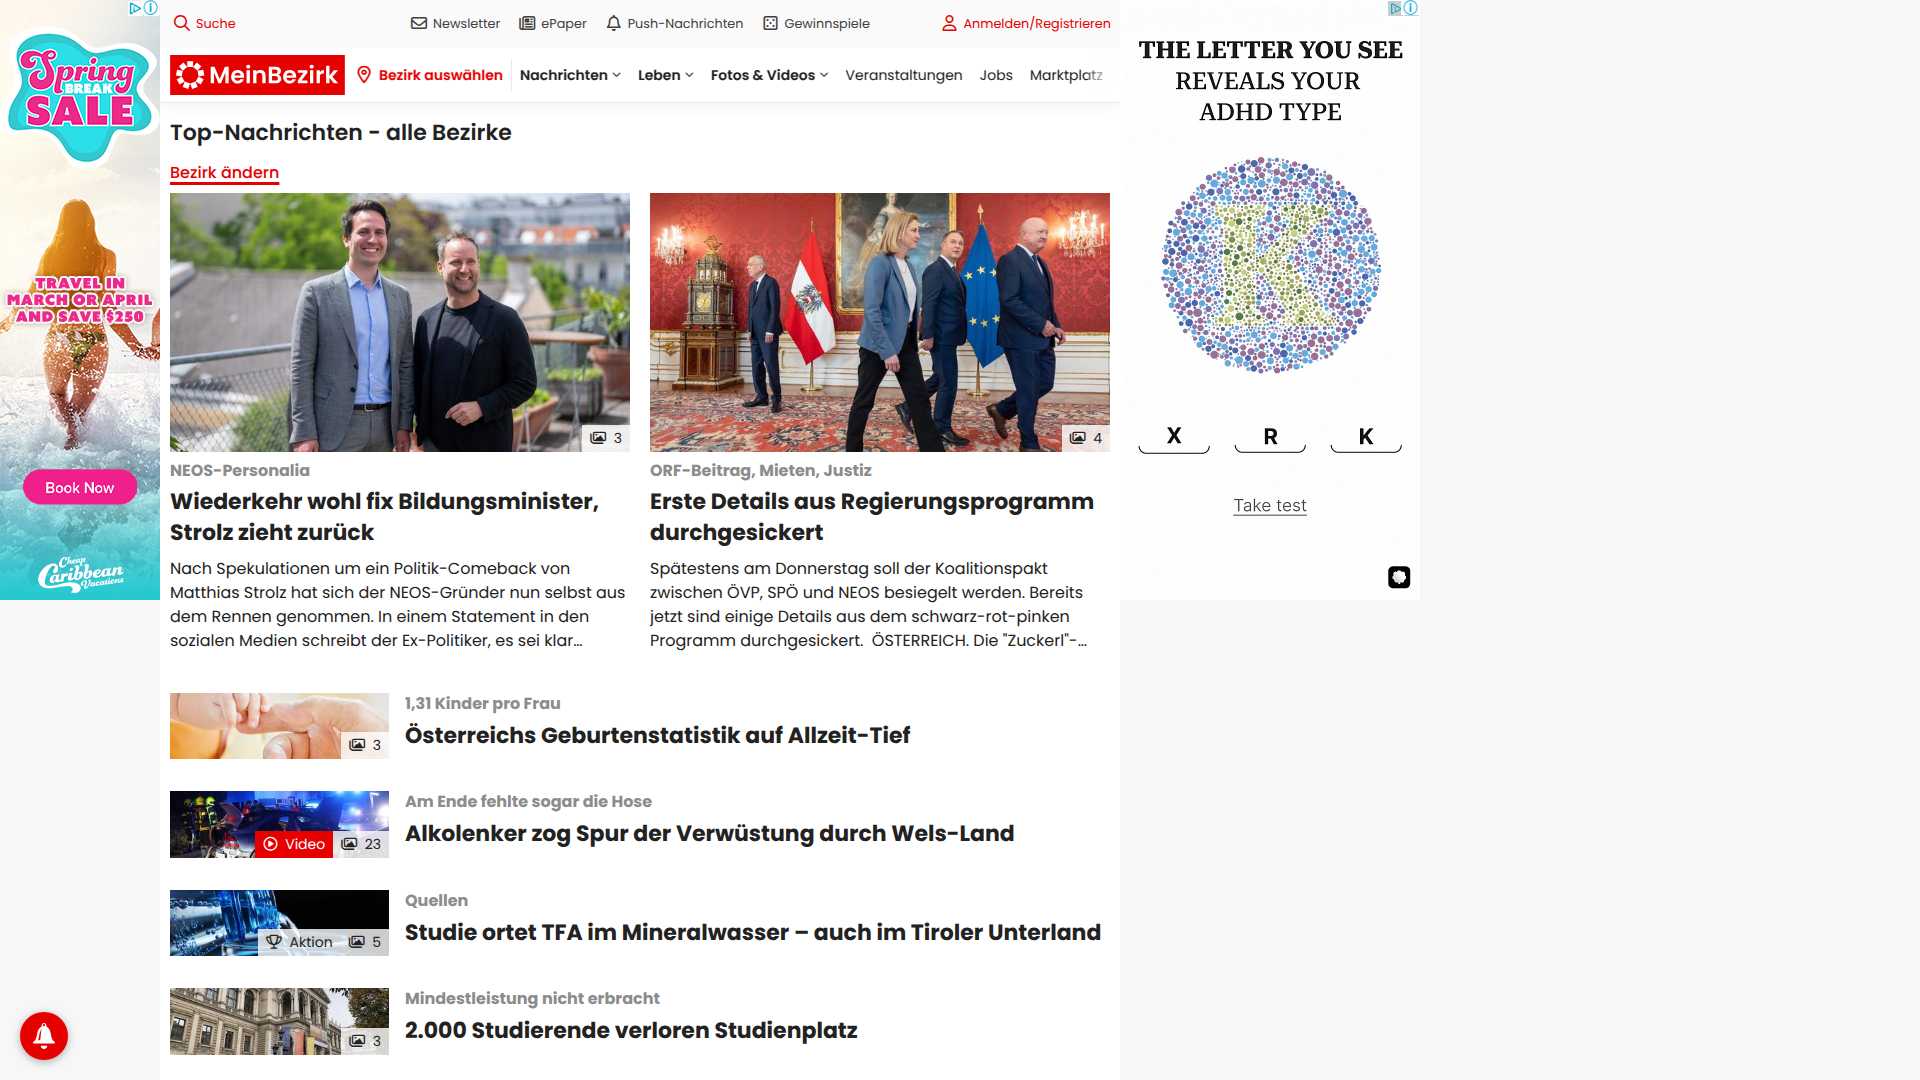 Suche
Newsletter
ePaper
Push-Nachrichten
Gewinnspiele
Anmelden/Registrieren
MeinBezirk
Bezirk auswählen
Nachrichten
Leben
Fotos & Videos
Veranstaltungen
Jobs
Marktplatz
Spring
BREAK
SALE
TRAVEL IN
MARCH OR APRIL
AND SAVE $250
Book Now
Cheap
Caribbean
Vacations
Top-Nachrichten - alle Bezirke
Bezirk ändern
3
NEOS-Personalia
Wiederkehr wohl fix Bildungsminister,
Strolz zieht zurück
Nach Spekulationen um ein Politik-Comeback von
Matthias Strolz hat sich der NEOS-Gründer nun selbst aus
dem Rennen genommen. In einem Statement in den
sozialen Medien schreibt der Ex-Politiker, es sei klar...
4
ORF-Beitrag, Mieten, Justiz
Erste Details aus Regierungsprogramm
durchgesickert
Spätestens am Donnerstag soll der Koalitionspakt
zwischen ÖVP, SPÖ und NEOS besiegelt werden. Bereits
jetzt sind einige Details aus dem schwarz-rot-pinken
Programm durchgesickert. ÖSTERREICH. Die "Zuckerl"-...
3
1,31 Kinder pro Frau
Österreichs Geburtenstatistik auf Allzeit-Tief
Video
23
Am Ende fehlte sogar die Hose
Alkolenker zog Spur der Verwüstung durch Wels-Land
Aktion
5
Quellen
Studie ortet TFA im Mineralwasser – auch im Tiroler Unterland
3
Mindestleistung nicht erbracht
2.000 Studierende verloren Studienplatz
THE LETTER YOU SEE
REVEALS YOUR
ADHD TYPE
K
X
R
K
Take test